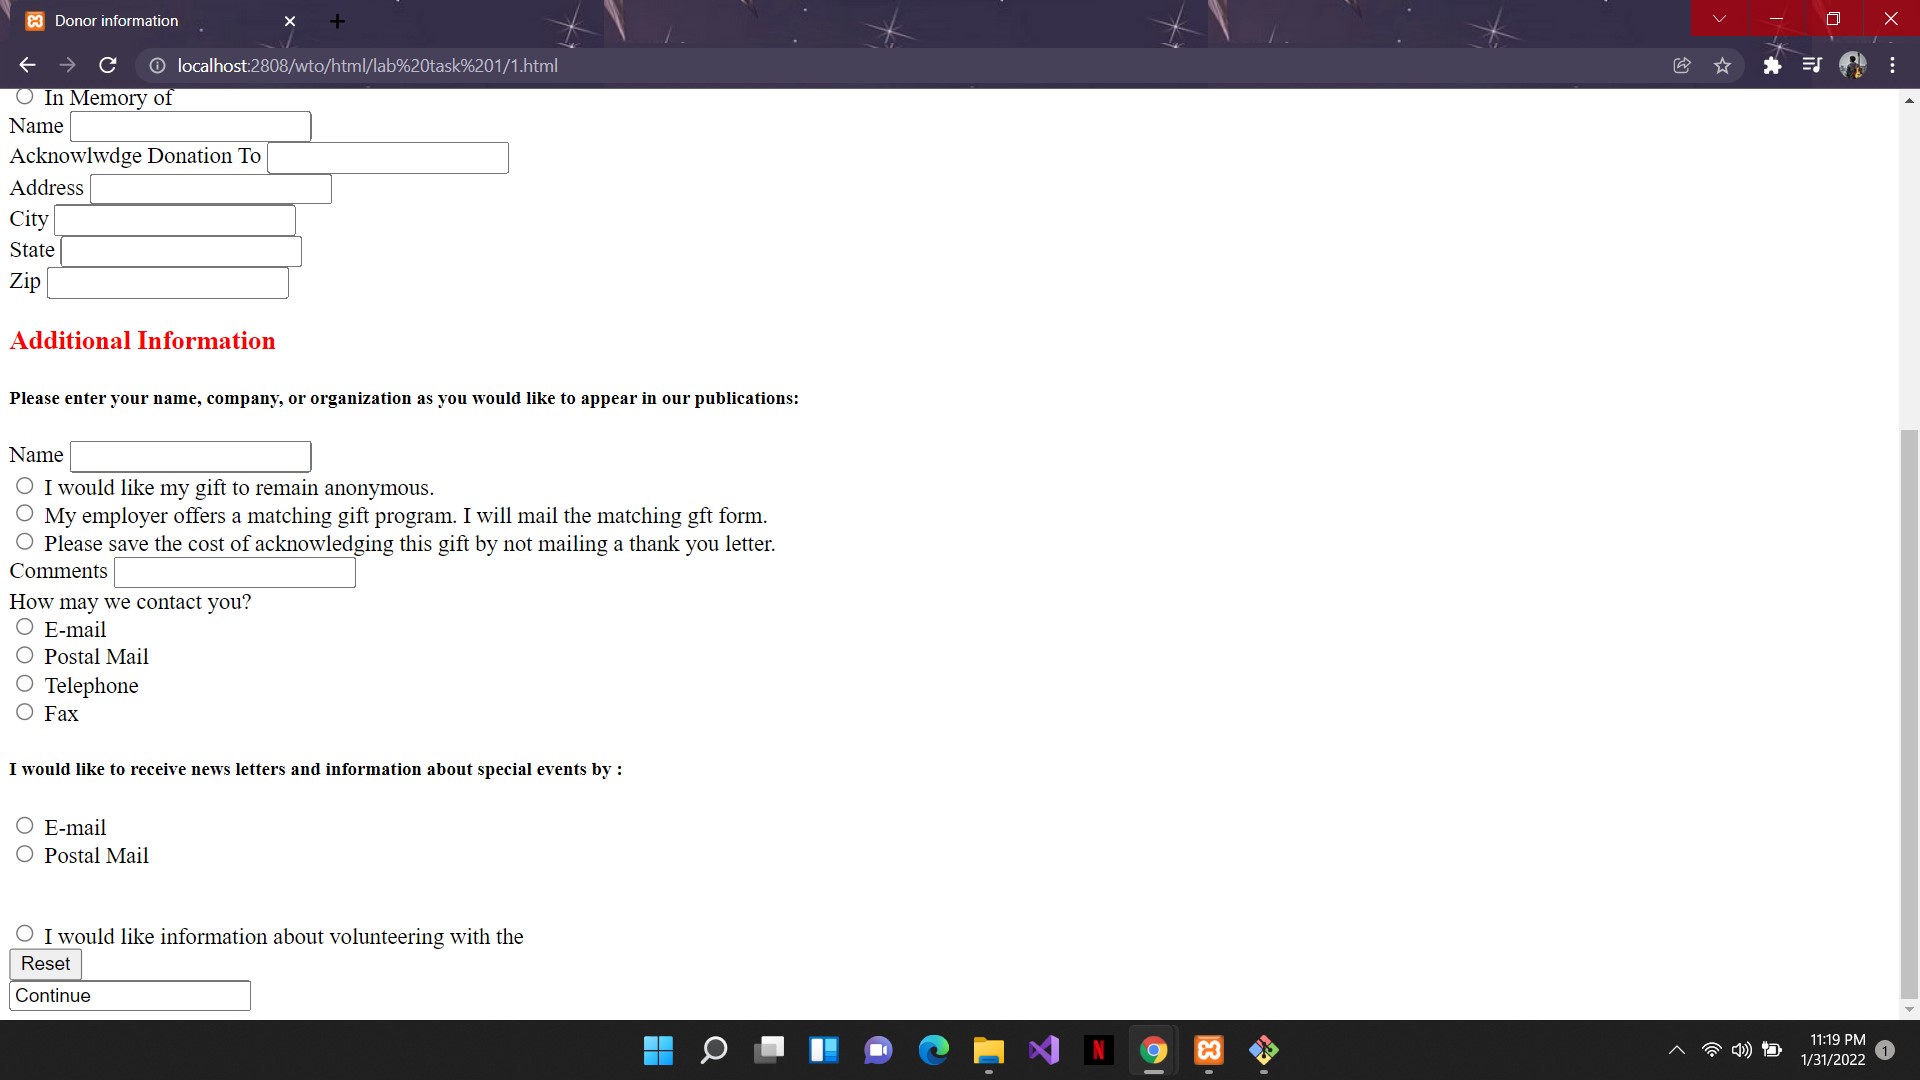 Donor information
localhost:2808/wto/html/lab%20task%201/1.html
In Memory of
Name
Acknowlwdge Donation To
Address
City
State
Zip
Additional Information
Please enter your name, company, or organization as you would like to appear in our publications:
Name
I would like my gift to remain anonymous.
My employer offers a matching gift program. I will mail the matching gft form.
Please save the cost of acknowledging this gift by not mailing a thank you letter.
Comments
How may we contact you?
E-mail
Postal Mail
Telephone
Fax
I would like to receive news letters and information about special events by :
E-mail
Postal Mail
I would like information about volunteering with the
Reset
Continue
N
11:19 PM
1/31/2022
1